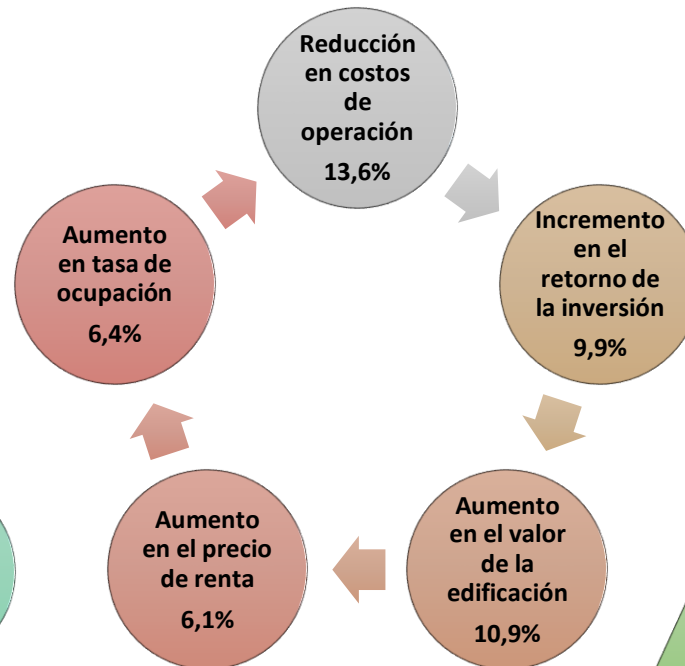 Reducción
en costos
de
operación
13,6%
Incremento
en el
retorno de
la inversión
9,9%
Aumento
en el valor
de la
edificación
10,9%
Aumento
en el precio
de renta
6,1%
Aumento
en tasa de
ocupación
6,4%